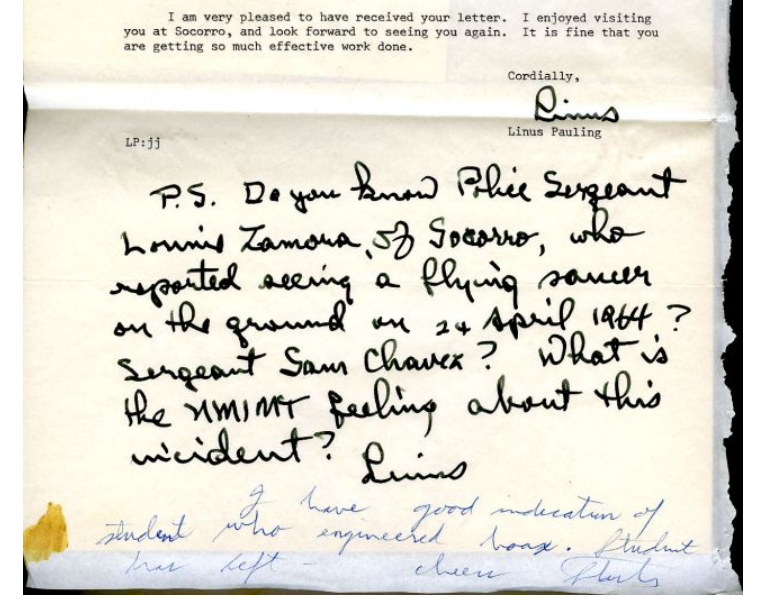 I am very pleased to have received your letter. I enjoyed visiting
you at Socorro, and look forward to seeing you again. It is fine that you
are getting so much effective work done.
Cordially,
Linus
Linus Pauling
LP:jj
P.S. Do you know Police Sergeant
Lonnie Zamora, of Socorro, who
reported seeing a flying saucer
on the ground on 24 April 1964?
Sergeant Sam Chavez? What is
the NMIMT feeling about this
incident?
Linus
I have good indication of
student who engineered hoax. Student
has left - cheers